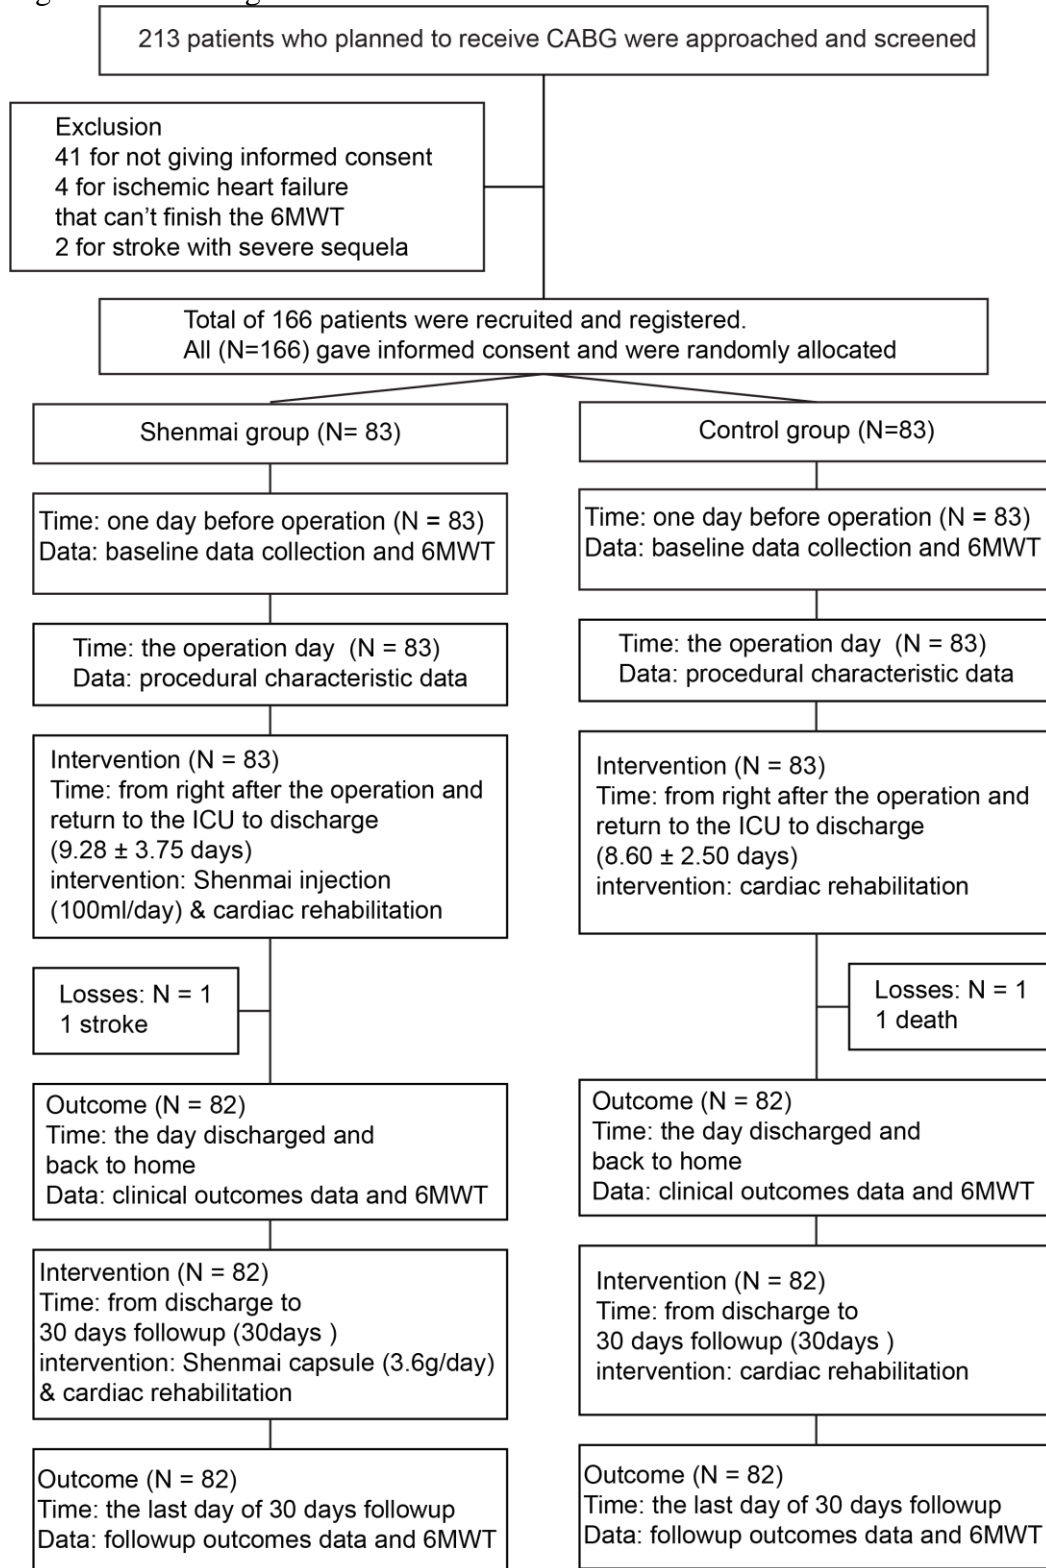 213 patients who planned to receive CABG were approached and screened
Exclusion
41 for not giving informed consent
4 for ischemic heart failure
that can't finish the 6MWT
2 for stroke with severe sequela
Total of 166 patients were recruited and registered.
All (N=166) gave informed consent and were randomly allocated
Shenmai group (N= 83)
Time: one day before operation (N = 83)
Data: baseline data collection and 6MWT
Time: the operation day  (N = 83)
Data: procedural characteristic data
Intervention (N = 83)
Time: from right after the operation and
return to the ICU to discharge
(9.28 ± 3.75 days)
intervention: Shenmai injection
(100ml/day) & cardiac rehabilitation
Losses: N = 1
1 stroke
Outcome (N = 82)
Time: the day discharged and
back to home
Data: clinical outcomes data and 6MWT
Intervention (N = 82)
Time: from discharge to
30 days followup (30days )
intervention: Shenmai capsule (3.6g/day)
& cardiac rehabilitation
Outcome (N = 82)
Time: the last day of 30 days followup
Data: followup outcomes data and 6MWT
Control group (N=83)
Time: one day before operation (N = 83)
Data: baseline data collection and 6MWT
Time: the operation day  (N = 83)
Data: procedural characteristic data
Intervention (N = 83)
Time: from right after the operation and
return to the ICU to discharge
(8.60 ± 2.50 days)
intervention: cardiac rehabilitation
Losses: N = 1
1 death
Outcome (N = 82)
Time: the day discharged and
back to home
Data: clinical outcomes data and 6MWT
Intervention (N = 82)
Time: from discharge to
30 days followup (30days )
intervention: cardiac rehabilitation
Outcome (N = 82)
Time: the last day of 30 days followup
Data: followup outcomes data and 6MWT